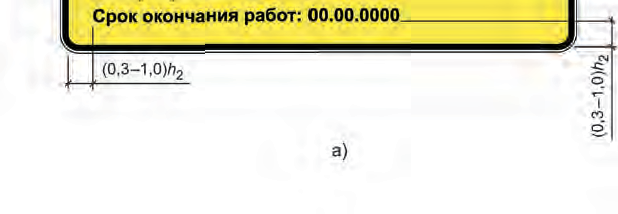 Срок окончания работ: 00.00.0000
(0,3–1,0)h₂
(0,3–1,0)h₂
а)